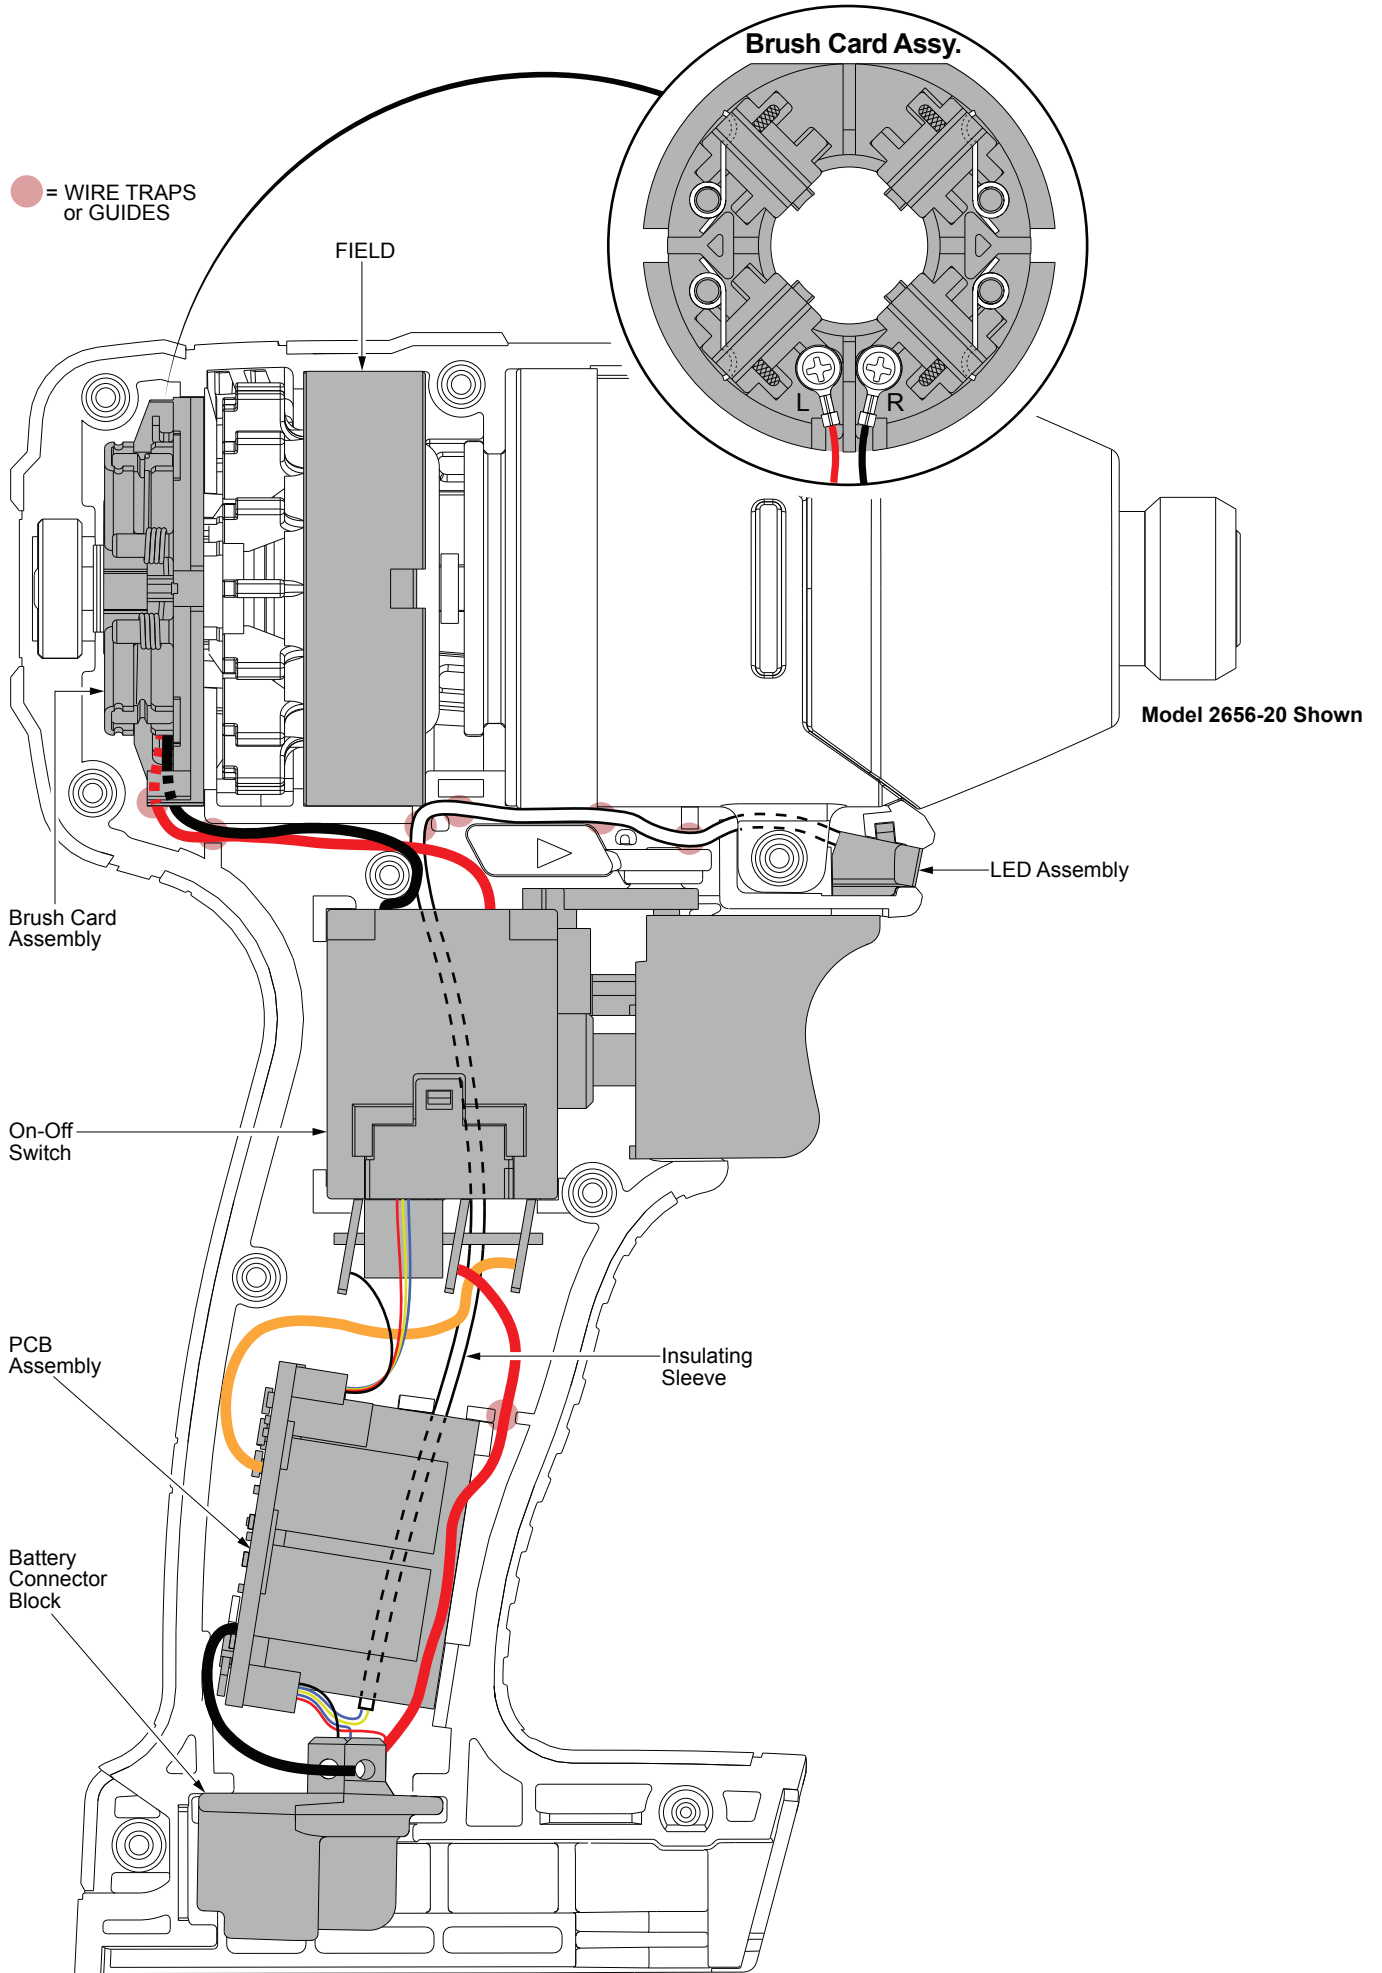 Brush Card Assy.
= WIRE TRAPS
or GUIDES
FIELD
L
R
Model 2656-20 Shown
LED Assembly
Brush Card
Assembly
On-Off
Switch
PCB
Assembly
Insulating
Sleeve
Battery
Connector
Block